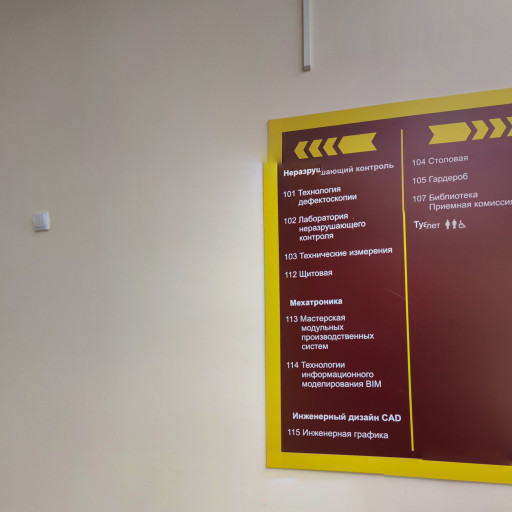 Неразрушающий контроль
101 Технология
дефектоскопии
102 Лаборатория
неразрушающего
контроля
103 Технические измерения
112 Щитовая
Мехатроника
113 Мастерская
модульных
производственных
систем
114 Технологии
информационного
моделирования BIM
Инженерный дизайн CAD
115 Инженерная графика
104 Столовая
105 Гардероб
107 Библиотека
Приемная комиссия
Туалет